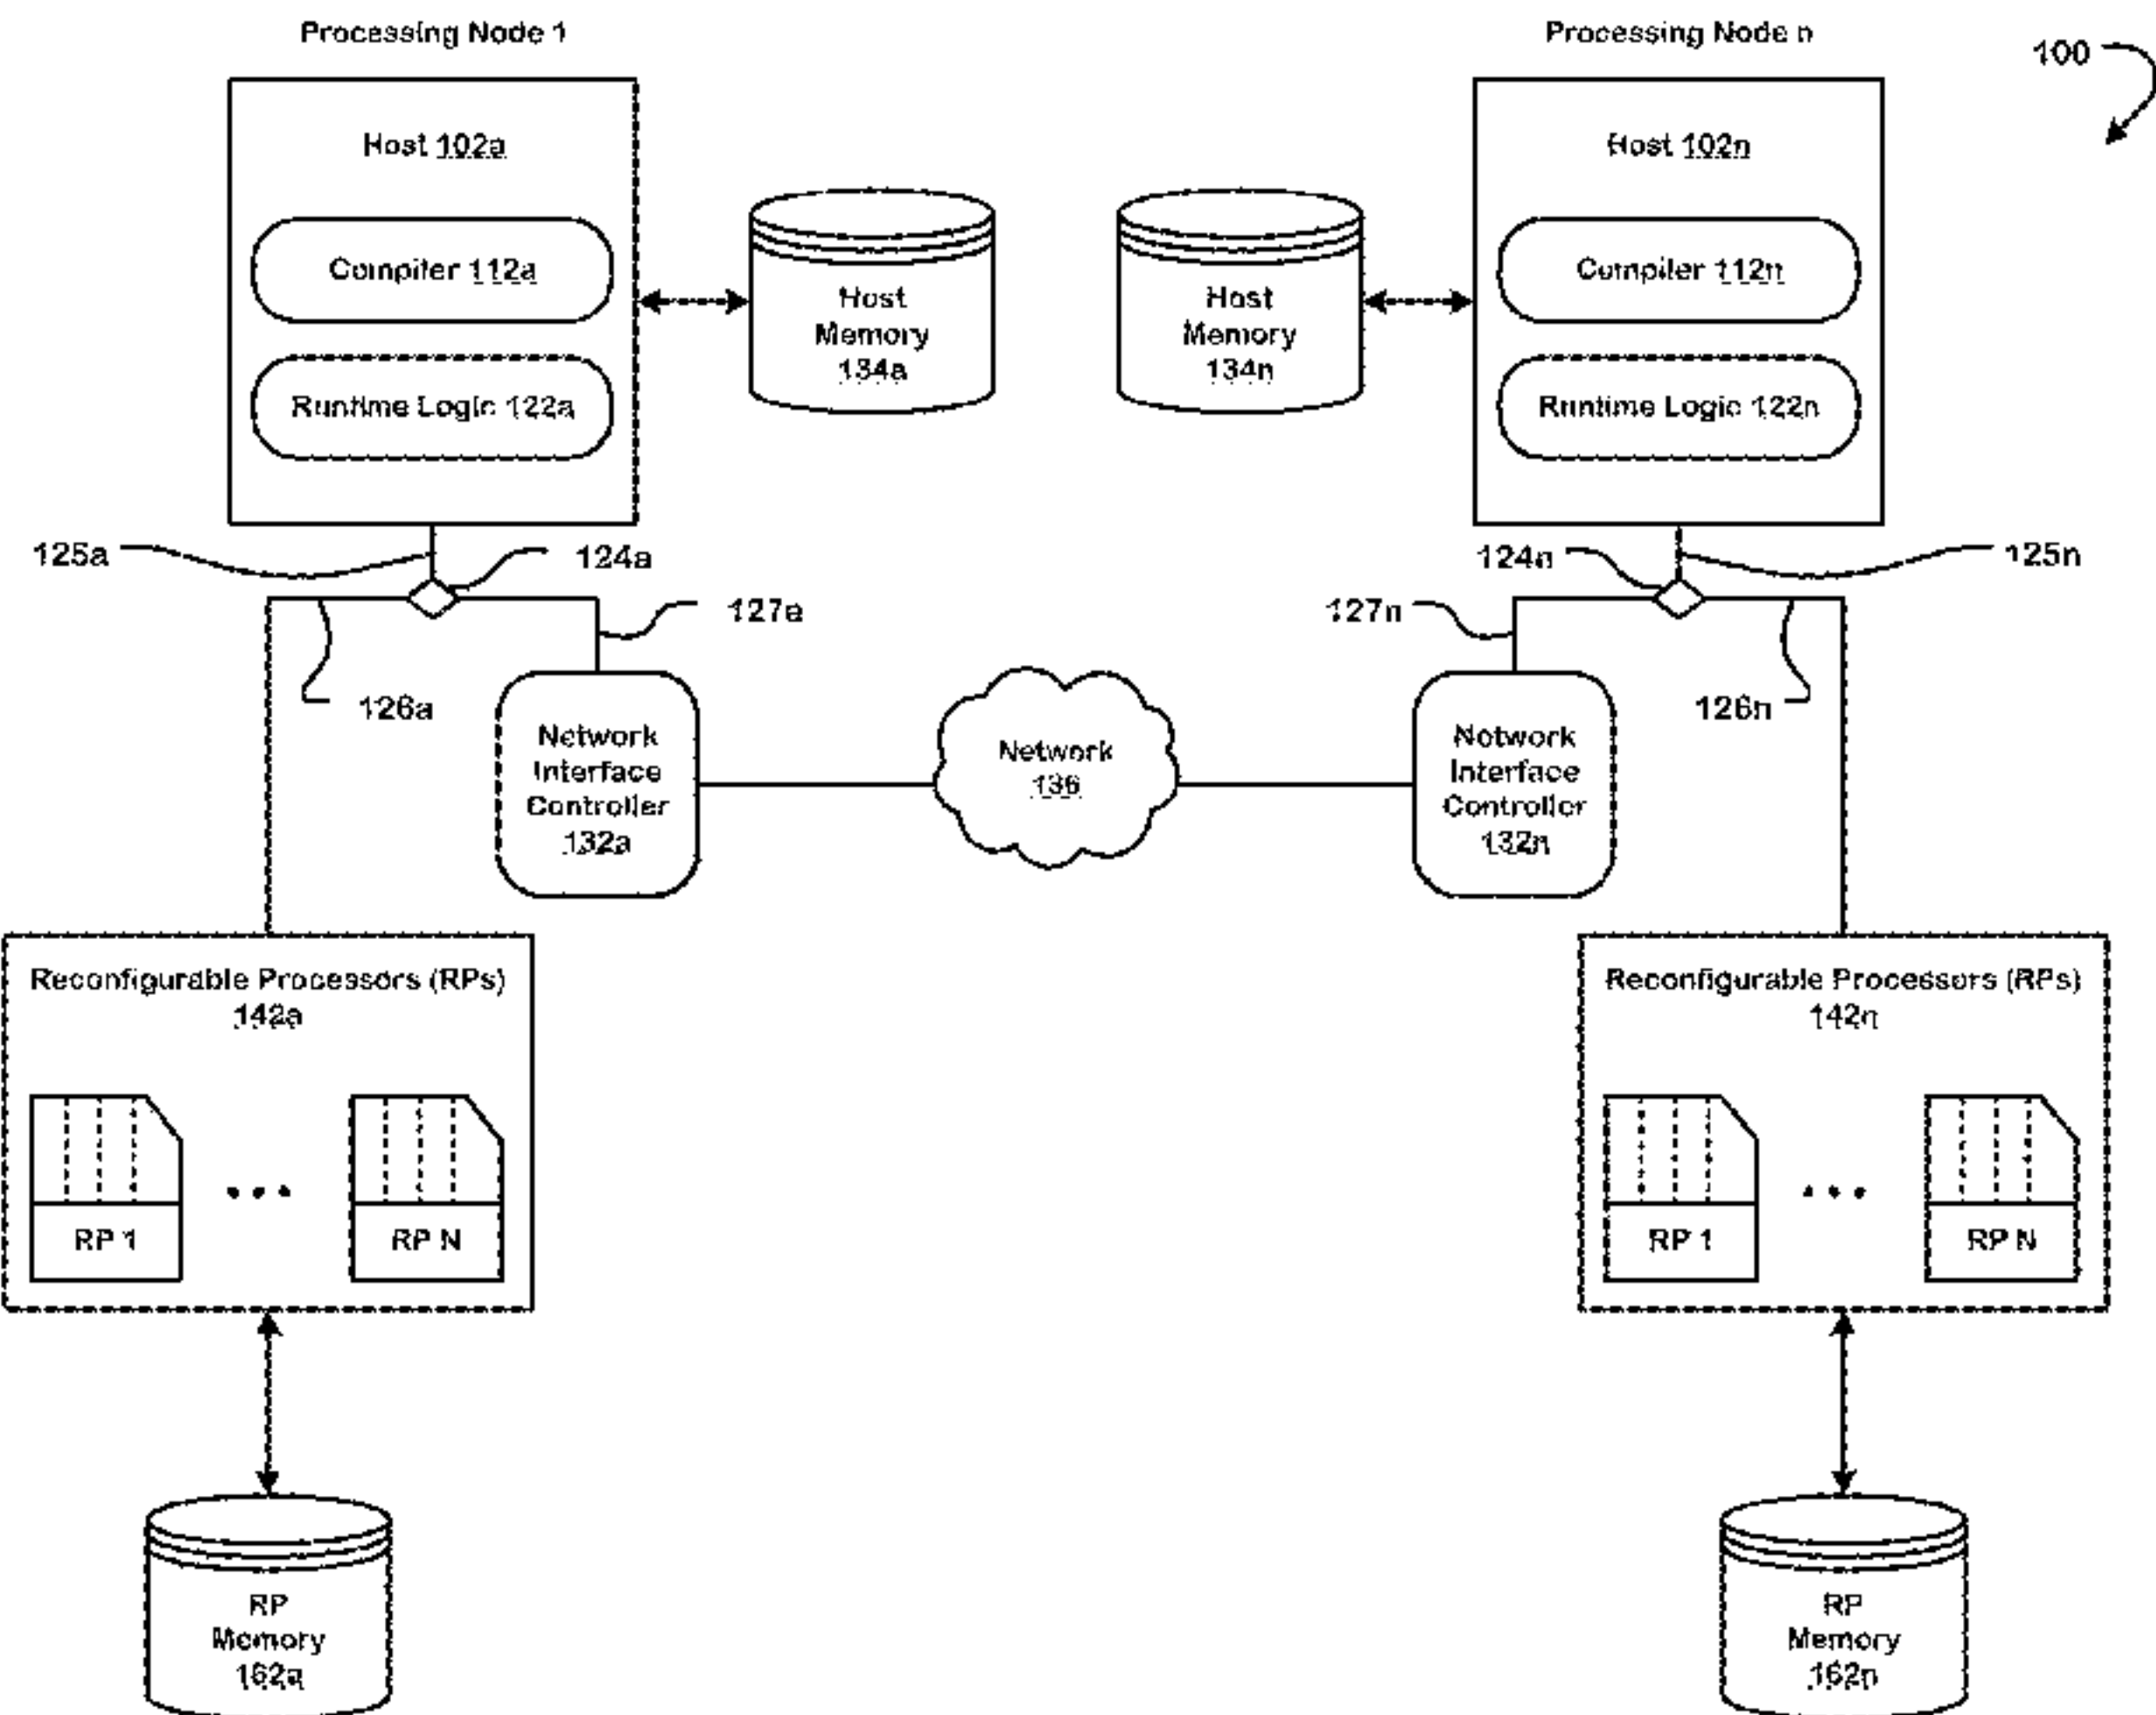 Processing Node 1
Processing Node n
100
Host 102a
Host 102n
Compiler 112a
Compiler 112n
Host
Memory
134a
Host
Memory
134n
Runtime Logic 122a
Runtime Logic 122n
125a
124a
124n
125n
127a
127n
126a
126n
Network
Interface
Controller
132a
Network
136
Network
Interface
Controller
132n
Reconfigurable Processors (RPs)
142a
Reconfigurable Processors (RPs)
142n
RP 1
RP N
RP 1
RP N
RP
Memory
162a
RP
Memory
162n